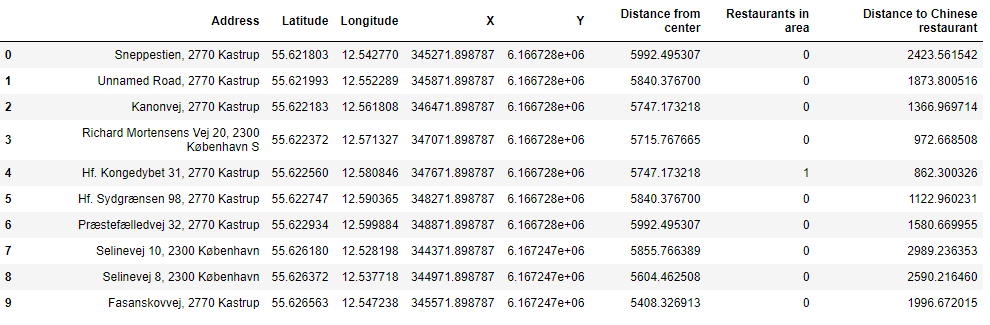 Address Latitude Longitude X Y Distance from center Restaurants in area Distance to Chinese restaurant
0 Sneppestien, 2770 Kastrup 55.621803 12.542770 345271.898787 6.166728e+06 5992.495307 0 2423.561542
1 Unnamed Road, 2770 Kastrup 55.621993 12.552289 345871.898787 6.166728e+06 5840.376700 0 1873.800516
2 Kanonvej, 2770 Kastrup 55.622183 12.561808 346471.898787 6.166728e+06 5747.173218 0 1366.969714
3 Richard Mortensens Vej 20, 2300 København S 55.622372 12.571327 347071.898787 6.166728e+06 5715.767665 0 972.668508
4 Hf. Kongedybet 31, 2770 Kastrup 55.622560 12.580846 347671.898787 6.166728e+06 5747.173218 1 862.300326
5 Hf. Sydgrænsen 98, 2770 Kastrup 55.622747 12.590365 348271.898787 6.166728e+06 5840.376700 0 1122.960231
6 Præstefælledvej 32, 2770 Kastrup 55.622934 12.599884 348871.898787 6.166728e+06 5992.495307 0 1580.669955
7 Selinevej 10, 2300 København 55.626180 12.528198 344371.898787 6.167247e+06 5855.766389 0 2989.236353
8 Selinevej 8, 2300 København 55.626372 12.537718 344971.898787 6.167247e+06 5604.462508 0 2590.216460
9 Fasanskovvej, 2770 Kastrup 55.626563 12.547238 345571.898787 6.167247e+06 5408.326913 0 1996.672015